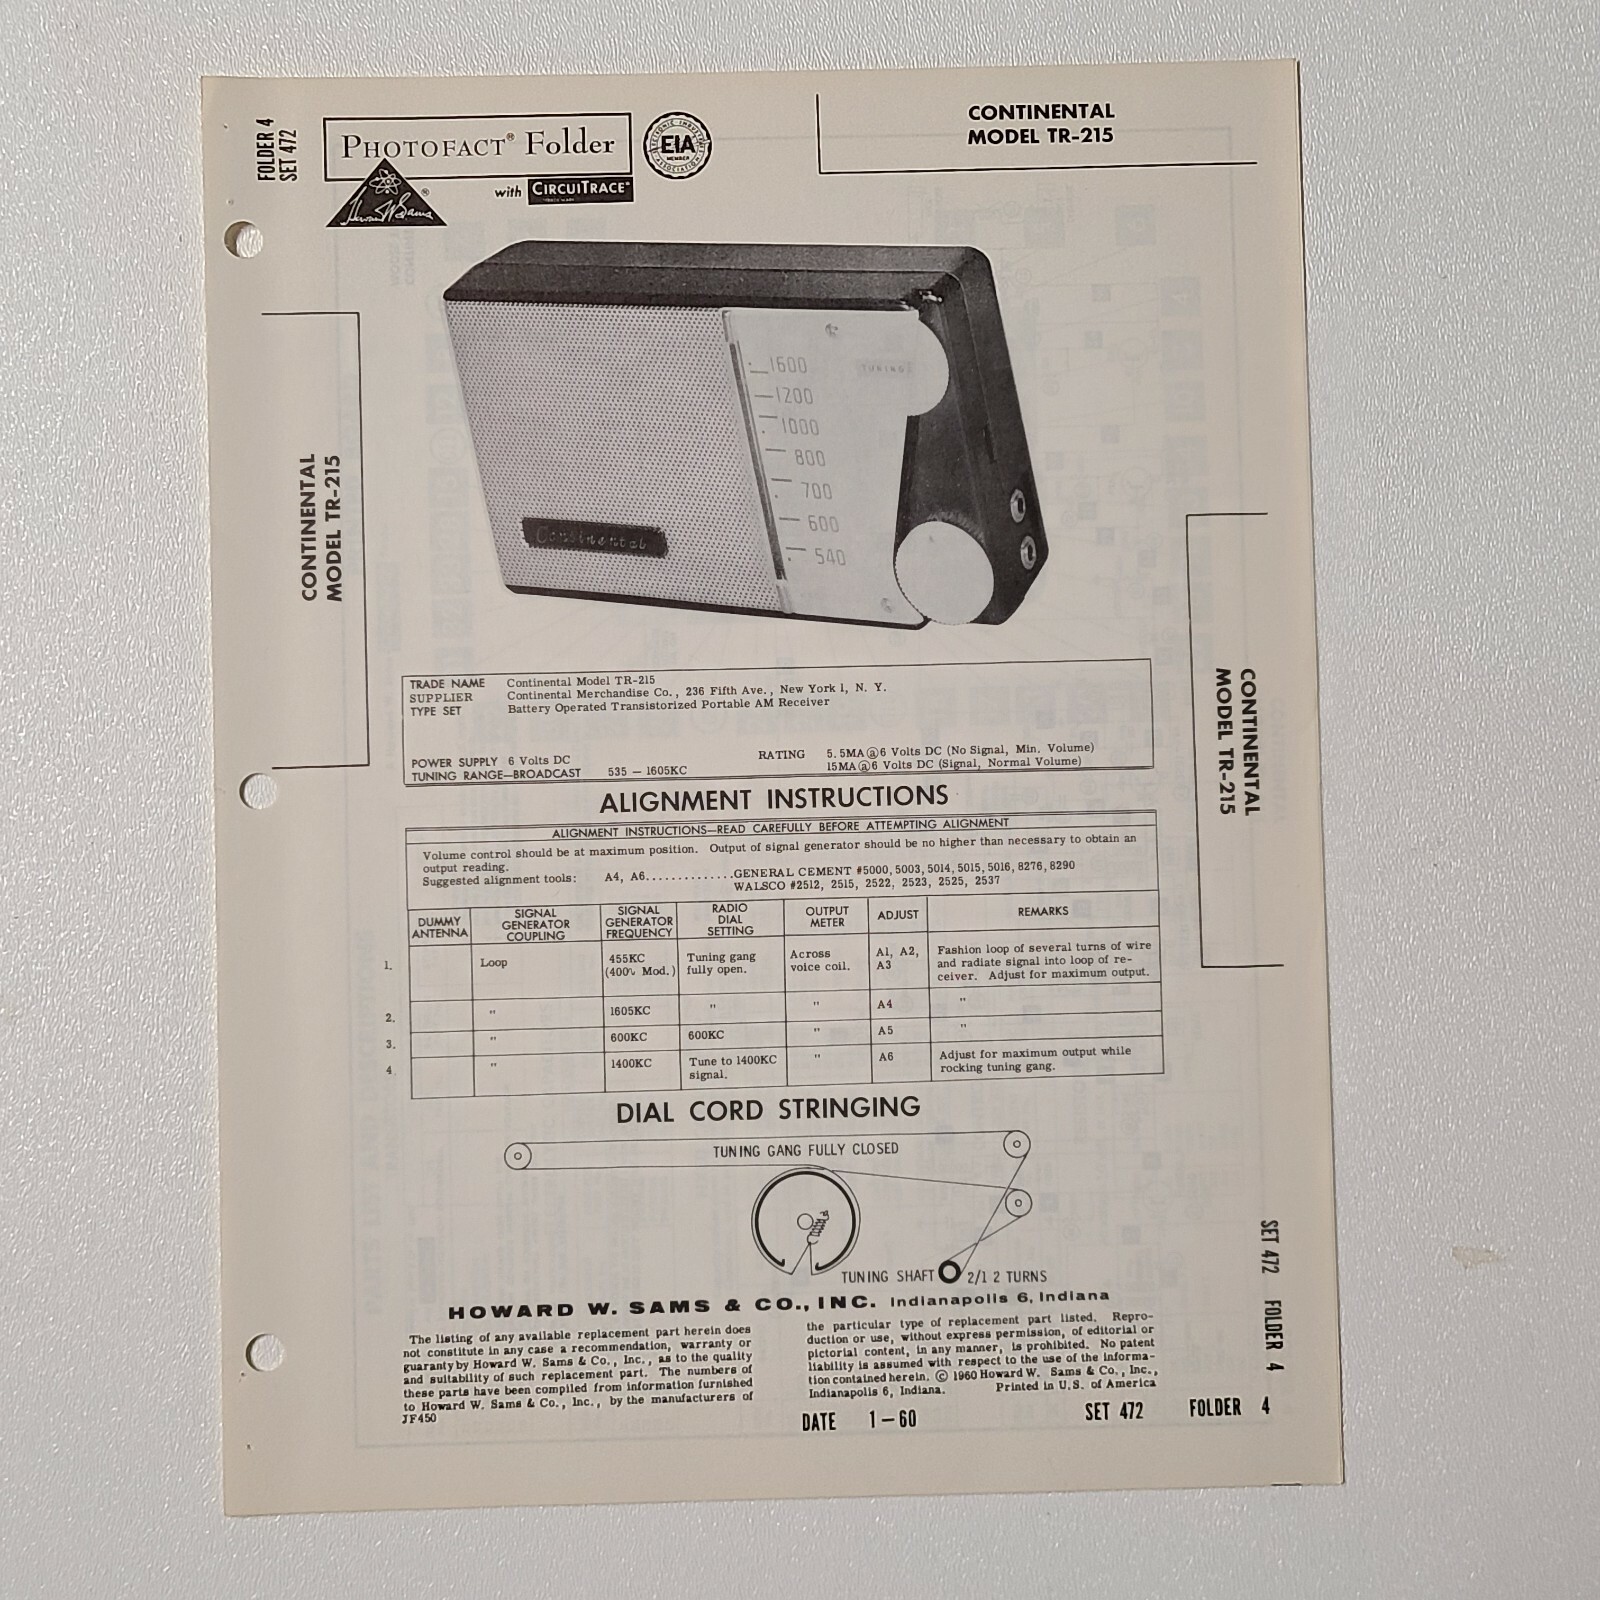 FOLDER 4
SET 472
PHOTOFACT® Folder
with CIRCUITRACE®
TRADE MARK
Howard W. Sams
®
ELECTRONIC INDUSTRIES ASSOCIATION
EIA
MEMBER
CONTINENTAL
MODEL TR-215
CONTINENTAL
MODEL TR-215
CONTINENTAL
MODEL TR-215
1600
TUNING
1200
1000
800
700
600
540
Continental
TRADE NAME Continental Model TR-215
SUPPLIER Continental Merchandise Co., 236 Fifth Ave., New York 1, N. Y.
TYPE SET Battery Operated Transistorized Portable AM Receiver
POWER SUPPLY 6 Volts DC RATING 5.5MA@6 Volts DC (No Signal, Min. Volume)
TUNING RANGE—BROADCAST 535 - 1605KC 15MA@6 Volts DC (Signal, Normal Volume)
ALIGNMENT INSTRUCTIONS
ALIGNMENT INSTRUCTIONS—READ CAREFULLY BEFORE ATTEMPTING ALIGNMENT
Volume control should be at maximum position. Output of signal generator should be no higher than necessary to obtain an
output reading.
Suggested alignment tools: A4, A6.............GENERAL CEMENT #5000, 5003, 5014, 5015, 5016, 8276, 8290
WALSCO #2512, 2515, 2522, 2523, 2525, 2537
DUMMY ANTENNA SIGNAL GENERATOR COUPLING SIGNAL GENERATOR FREQUENCY RADIO DIAL SETTING OUTPUT METER ADJUST REMARKS
1. Loop 455KC (400∿ Mod.) Tuning gang fully open. Across voice coil. A1, A2, A3 Fashion loop of several turns of wire and radiate signal into loop of re-ceiver. Adjust for maximum output.
2. " 1605KC " " A4 "
3. " 600KC 600KC " A5 "
4 " 1400KC Tune to 1400KC signal. " A6 Adjust for maximum output while rocking tuning gang.
DIAL CORD STRINGING
TUNING GANG FULLY CLOSED
TUNING SHAFT 2/1 2 TURNS
HOWARD W. SAMS & CO., INC. Indianapolis 6, Indiana
The listing of any available replacement part herein does
not constitute in any case a recommendation, warranty or
guaranty by Howard W. Sams & Co., Inc., as to the quality
and suitability of such replacement part. The numbers of
these parts have been compiled from information furnished
to Howard W. Sams & Co., Inc., by the manufacturers of
JF450
the particular type of replacement part listed. Repro-
duction or use, without express permission, of editorial or
pictorial content, in any manner, is prohibited. No patent
liability is assumed with respect to the use of the informa-
tion contained herein. © 1960 Howard W. Sams & Co., Inc.,
Indianapolis 6, Indiana. Printed in U.S. of America
DATE 1-60 SET 472 FOLDER 4
SET 472 FOLDER 4